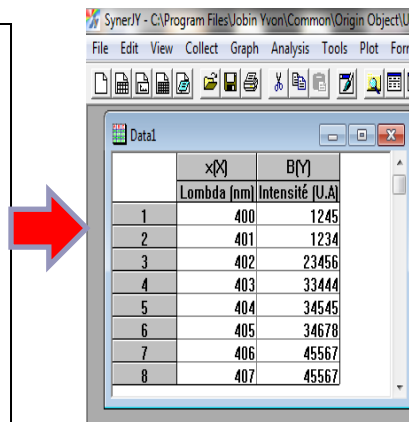 SynerJY - C:\Program Files\Jobin Yvon\Common\Origin Object\U
File Edit View Collect Graph Analysis Tools Plot Form
Data1
x(X) B(Y)
Lombda (nm) Intensité (U.A)
1 400 1245
2 401 1234
3 402 23456
4 403 33444
5 404 34545
6 405 34678
7 406 45567
8 407 45567